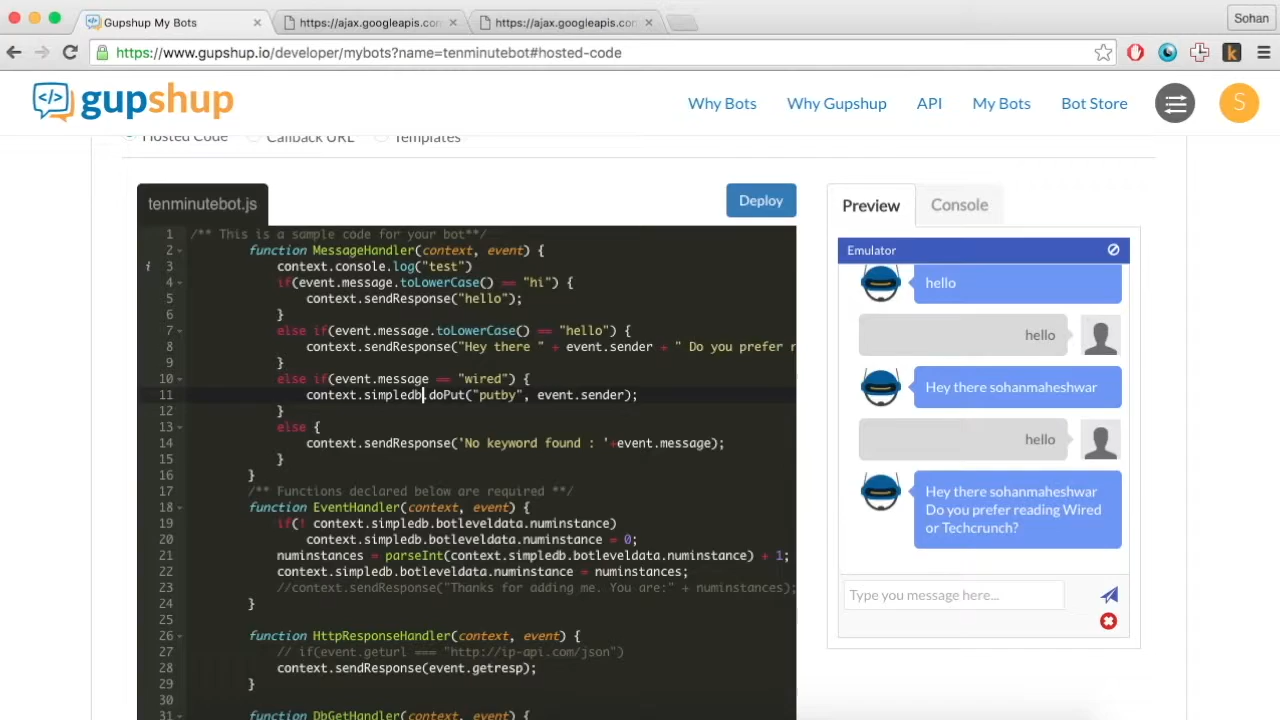 Gupshup My Bots
https://ajax.googleapis.con
https://ajax.googleapis.con
Sohan
https://www.gupshup.io/developer/mybots?name=tenminutebot#hosted-code
gupshup
Why Bots
Why Gupshup
API
My Bots
Bot Store
S
Hosted Code
Callback URL
Templates
tenminutebot.js
Deploy
1 /** This is a sample code for your bot**/
2 function MessageHandler(context, event) {
3 context.console.log("test")
4 if(event.message.toLowerCase() == "hi") {
5 context.sendResponse("hello");
6 }
7 else if(event.message.toLowerCase() == "hello") {
8 context.sendResponse("Hey there " + event.sender + " Do you prefer r
9 }
10 else if(event.message == "wired") {
11 context.simpledb.doPut("putby", event.sender);
12 }
13 else {
14 context.sendResponse('No keyword found : '+event.message);
15 }
16 }
17 /** Functions declared below are required **/
18 function EventHandler(context, event) {
19 if(! context.simpledb.botleveldata.numinstance)
20 context.simpledb.botleveldata.numinstance = 0;
21 numinstances = parseInt(context.simpledb.botleveldata.numinstance) + 1;
22 context.simpledb.botleveldata.numinstance = numinstances;
23 //context.sendResponse("Thanks for adding me. You are:" + numinstances);
24 }
25
26 function HttpResponseHandler(context, event) {
27 // if(event.geturl === "http://ip-api.com/json")
28 context.sendResponse(event.getresp);
29 }
30
31 function DbGetHandler(context, event) {
Preview
Console
Emulator
hello
hello
Hey there sohanmaheshwar
hello
Hey there sohanmaheshwar
Do you prefer reading Wired
or Techcrunch?
Type you message here...